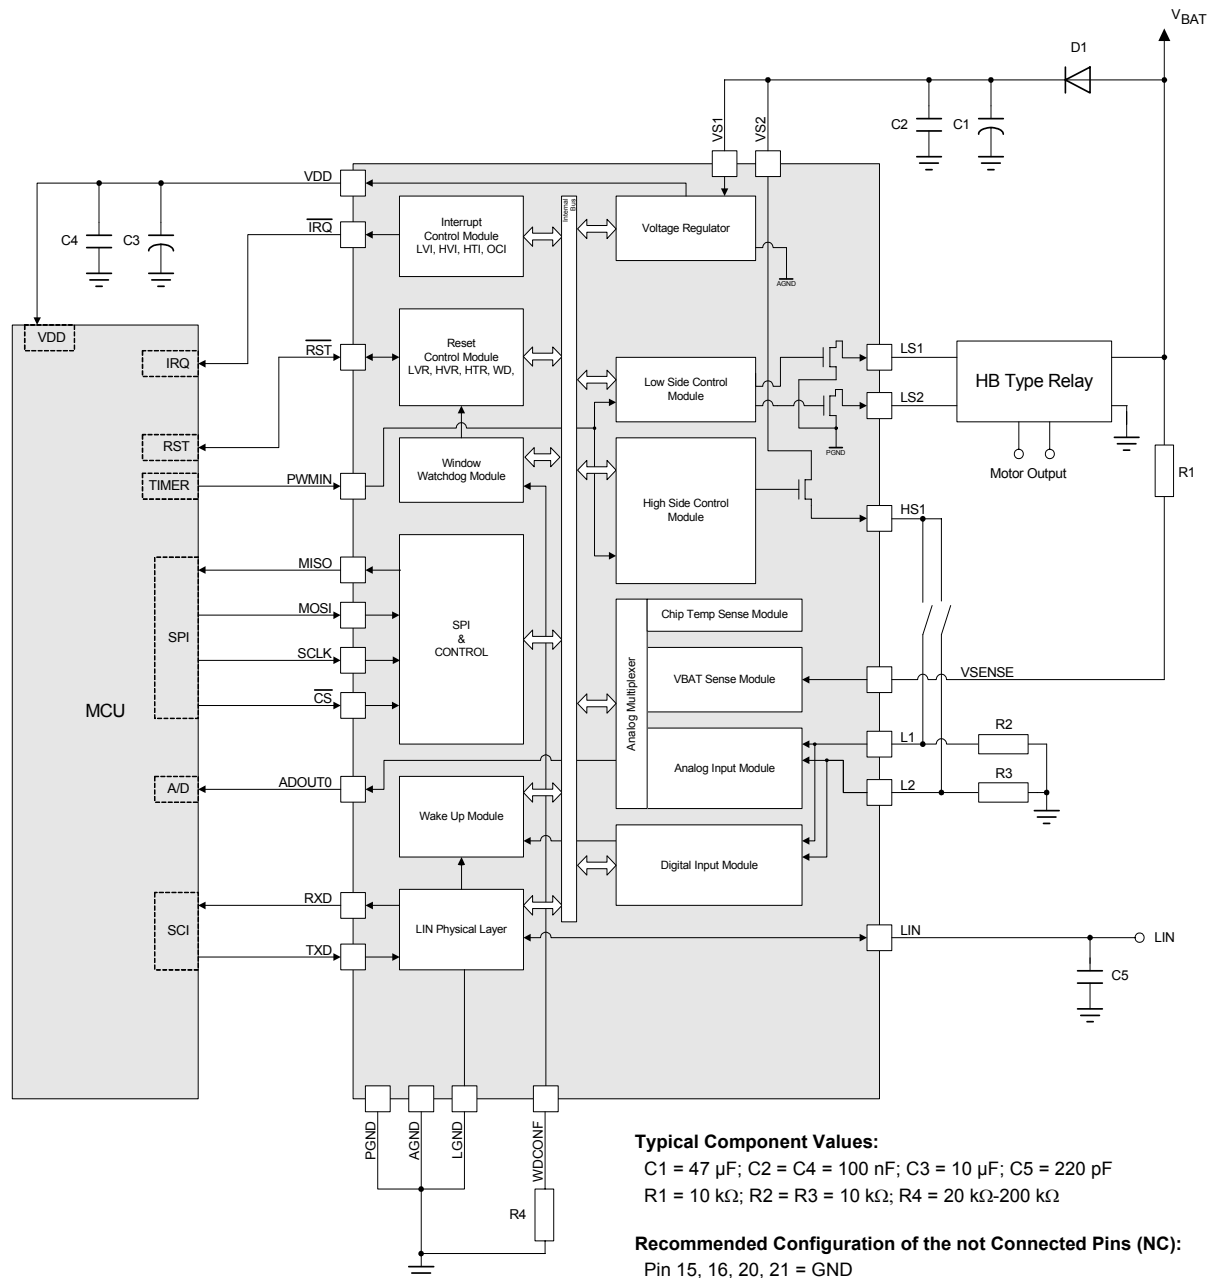 VBAT
D1
VS1
VS2
C2
C1
VDD
Internal Bus
C4
C3
IRQ
Interrupt
Control Module
LVI, HVI, HTI, OCI
Voltage Regulator
AGND
VDD
IRQ
RST
Reset
Control Module
LVR, HVR, HTR, WD,
Low Side Control
Module
LS1
LS2
HB Type Relay
PGND
Motor Output
RST
TIMER
PWMIN
Window
Watchdog Module
High Side Control
Module
R1
HS1
MISO
MOSI
SCLK
CS
SPI
SPI
&
CONTROL
MCU
Analog Multiplexer
Chip Temp Sense Module
VBAT Sense Module
VSENSE
Analog Input Module
L1
R2
L2
R3
A/D
ADOUT0
Wake Up Module
Digital Input Module
SCI
RXD
TXD
LIN Physical Layer
LIN
LIN
C5
PGND
AGND
LGND
WDCONF
R4
Typical Component Values:
C1 = 47 µF; C2 = C4 = 100 nF; C3 = 10 µF; C5 = 220 pF
R1 = 10 kΩ; R2 = R3 = 10 kΩ; R4 = 20 kΩ-200 kΩ
Recommended Configuration of the not Connected Pins (NC):
Pin 15, 16, 20, 21 = GND